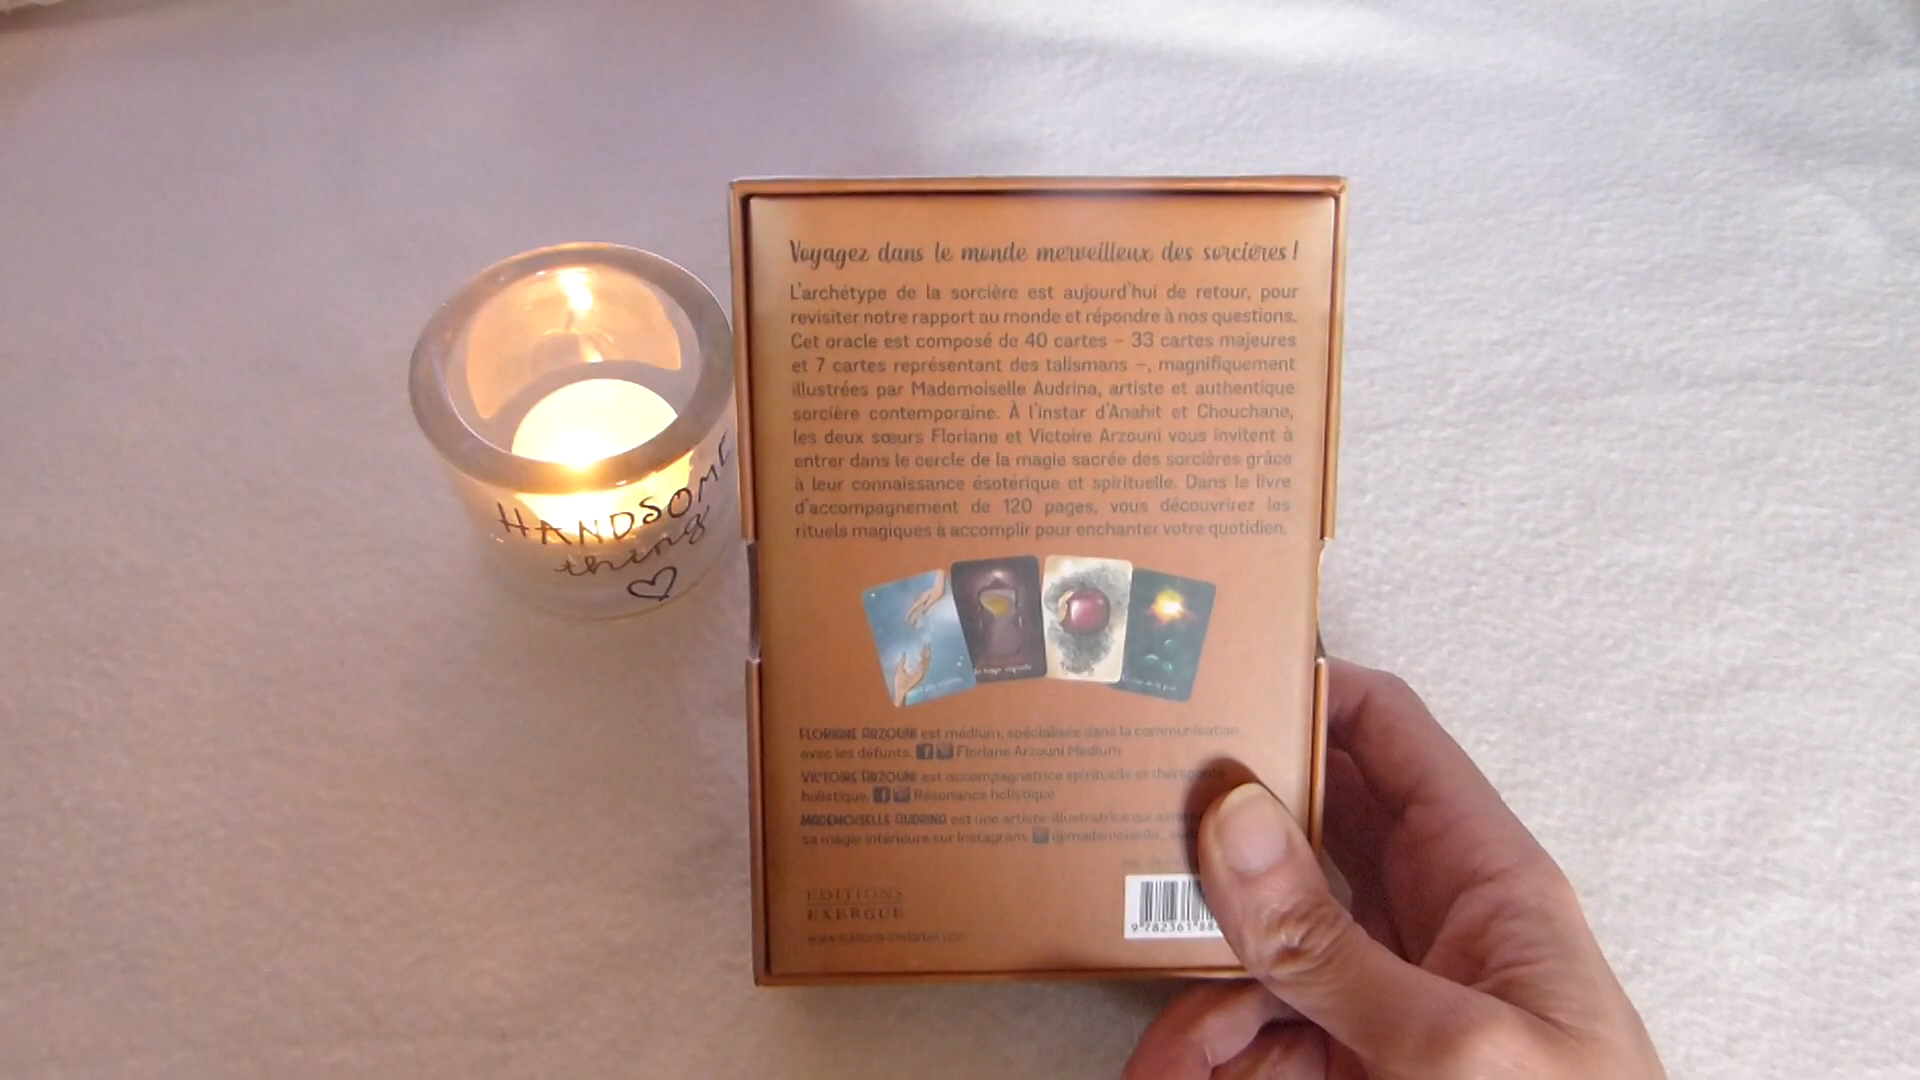 HANDSOME
thing
Voyagez dans le monde merveilleux des sorcières !
L'archétype de la sorcière est aujourd'hui de retour, pour
revisiter notre rapport au monde et répondre à nos questions.
Cet oracle est composé de 40 cartes – 33 cartes majeures
et 7 cartes représentant des talismans –, magnifiquement
illustrées par Mademoiselle Audrina, artiste et authentique
sorcière contemporaine. À l'instar d'Anahit et Chouchane,
les deux sœurs Floriane et Victoire Arzouni vous invitent à
entrer dans le cercle de la magie sacrée des sorcières grâce
à leur connaissance ésotérique et spirituelle. Dans le livre
d'accompagnement de 120 pages, vous découvrirez les
rituels magiques à accomplir pour enchanter votre quotidien.
FLORIANE ARZOUNI est médium, spécialisée dans la communication
avec les défunts. Floriane Arzouni Medium
VICTOIRE ARZOUNI est accompagnatrice spirituelle et thérapeute
holistique. Résonance holistique
MADEMOISELLE AUDRINA est une artiste-illustratrice qui
sa magie intérieure sur Instagram. @mademoiselle_
EDITIONS
EXERGUE
9 782361 88